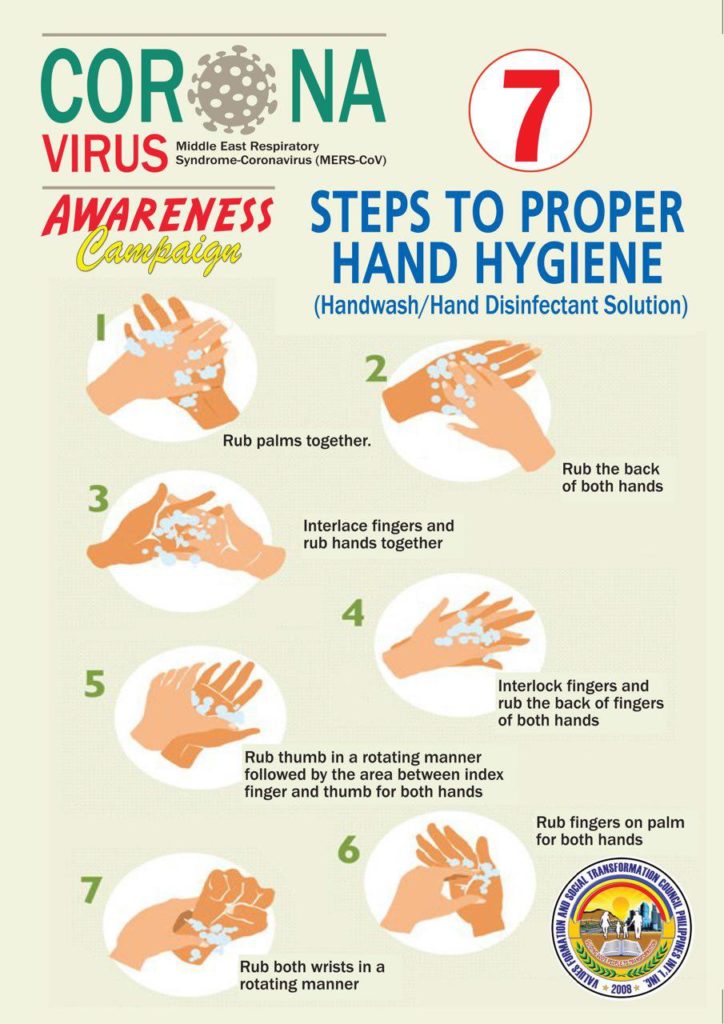 CORONA
VIRUS
Middle East Respiratory
Syndrome-Coronavirus (MERS-CoV)
AWARENESS
Campaign
7
STEPS TO PROPER
HAND HYGIENE
(Handwash/Hand Disinfectant Solution)
1
Rub palms together.
2
Rub the back
of both hands
3
Interlace fingers and
rub hands together
4
Interlock fingers and
rub the back of fingers
of both hands
5
Rub thumb in a rotating manner
followed by the area between index
finger and thumb for both hands
6
Rub fingers on palm
for both hands
7
Rub both wrists in a
rotating manner
VALUES FORMATION AND SOCIAL TRANSFORMATION COUNCIL PHILIPPINES INT'L INC.
2008